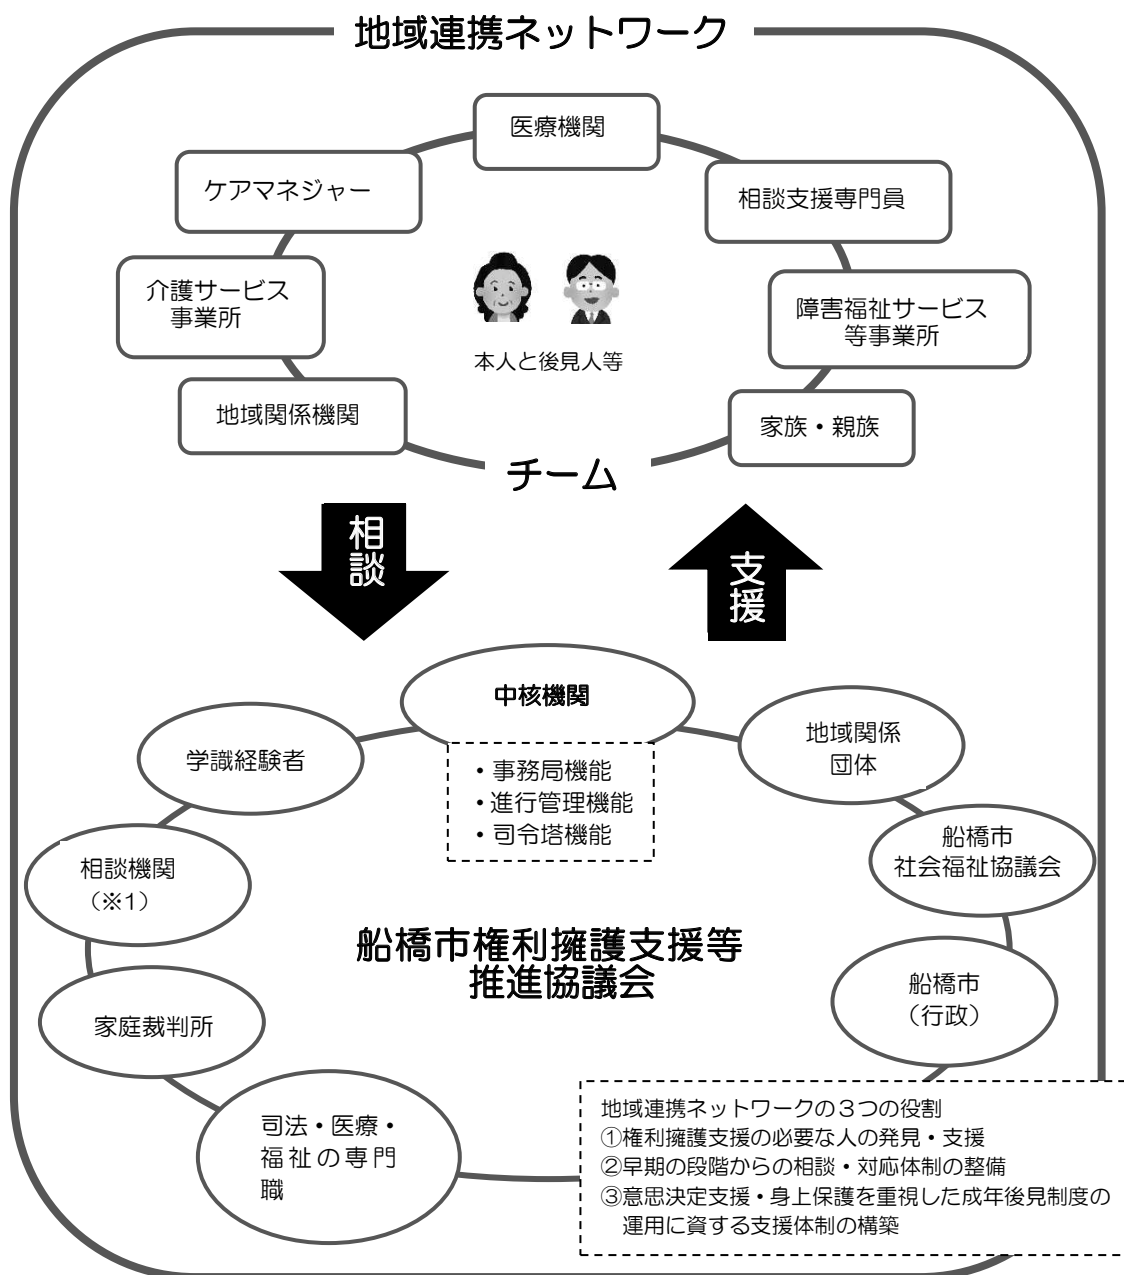 地域連携ネットワーク
医療機関
ケアマネジャー
相談支援専門員
介護サービス
事業所
障害福祉サービス
等事業所
本人と後見人等
地域関係機関
家族・親族
チーム
相談
支援
中核機関
・事務局機能
・進行管理機能
・司令塔機能
学識経験者
地域関係
団体
相談機関
（※1）
船橋市
社会福祉協議会
船橋市権利擁護支援等
推進協議会
家庭裁判所
船橋市
（行政）
司法・医療・
福祉の専門
職
地域連携ネットワークの３つの役割
①権利擁護支援の必要な人の発見・支援
②早期の段階からの相談・対応体制の整備
③意思決定支援・身上保護を重視した成年後見制度の
運用に資する支援体制の構築